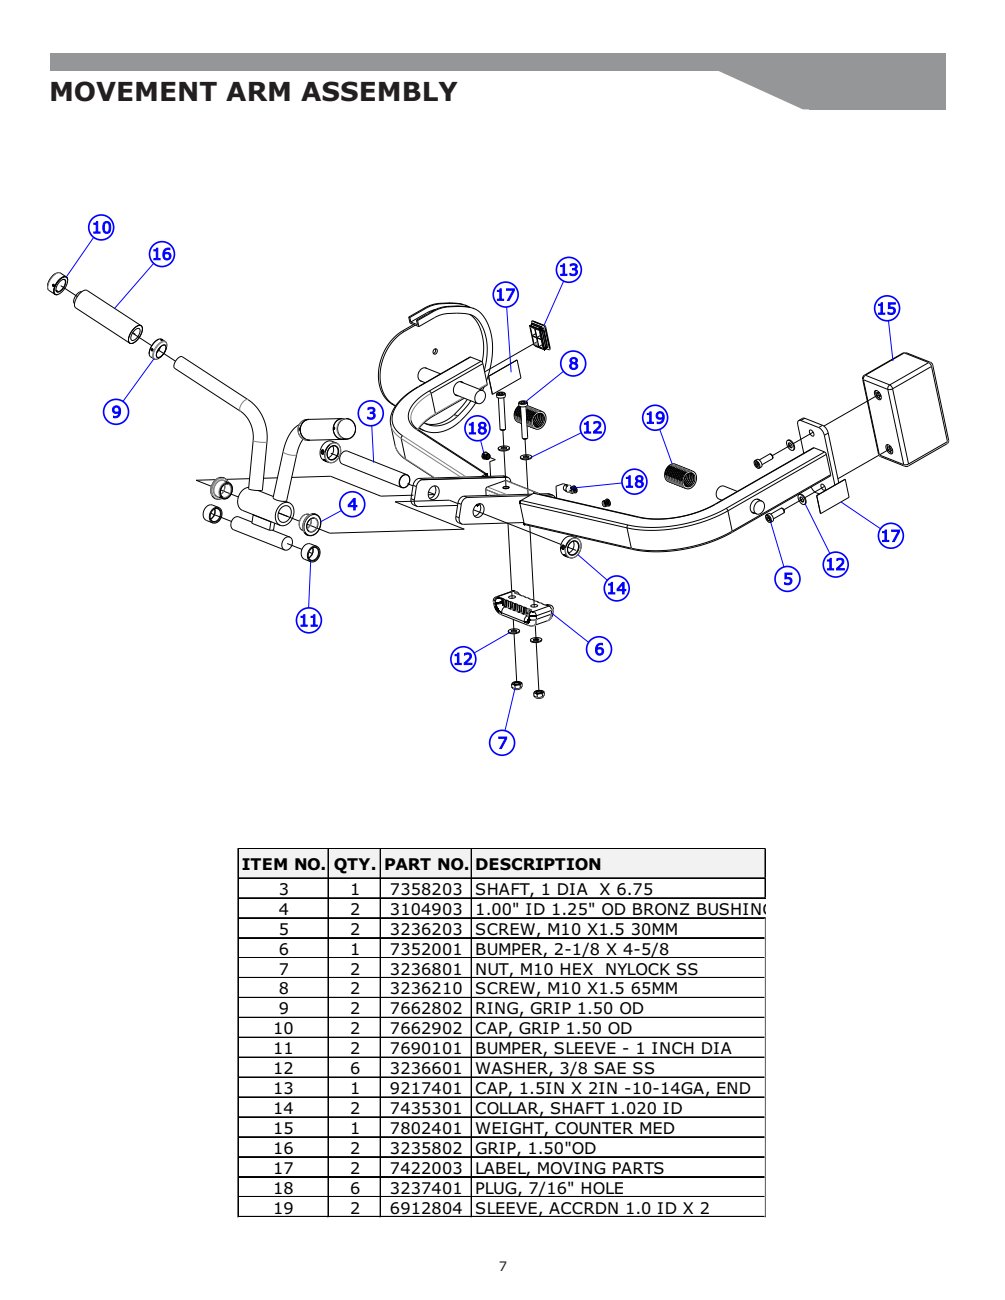 MOVEMENT ARM ASSEMBLY
10
16
13
17
15
8
9
3
19
18
12
18
4
17
12
5
14
11
6
12
7
ITEM NO. QTY. PART NO. DESCRIPTION
3 1 7358203 SHAFT, 1 DIA X 6.75
4 2 3104903 1.00" ID 1.25" OD BRONZ BUSHING
5 2 3236203 SCREW, M10 X1.5 30MM
6 1 7352001 BUMPER, 2-1/8 X 4-5/8
7 2 3236801 NUT, M10 HEX NYLOCK SS
8 2 3236210 SCREW, M10 X1.5 65MM
9 2 7662802 RING, GRIP 1.50 OD
10 2 7662902 CAP, GRIP 1.50 OD
11 2 7690101 BUMPER, SLEEVE - 1 INCH DIA
12 6 3236601 WASHER, 3/8 SAE SS
13 1 9217401 CAP, 1.5IN X 2IN -10-14GA, END
14 2 7435301 COLLAR, SHAFT 1.020 ID
15 1 7802401 WEIGHT, COUNTER MED
16 2 3235802 GRIP, 1.50"OD
17 2 7422003 LABEL, MOVING PARTS
18 6 3237401 PLUG, 7/16" HOLE
19 2 6912804 SLEEVE, ACCRDN 1.0 ID X 2
7